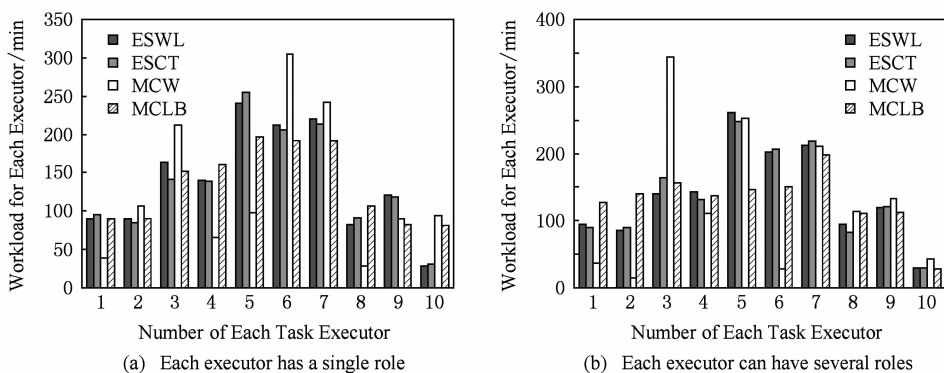 Workload for Each Executor/min
350
300
250
200
150
100
50
0
ESWL
ESCT
MCW
MCLB
1 2 3 4 5 6 7 8 9 10
Number of Each Task Executor
(a) Each executor has a single role
Workload for Each Executor/min
400
300
200
100
0
ESWL
ESCT
MCW
MCLB
1 2 3 4 5 6 7 8 9 10
Number of Each Task Executor
(b) Each executor can have several roles